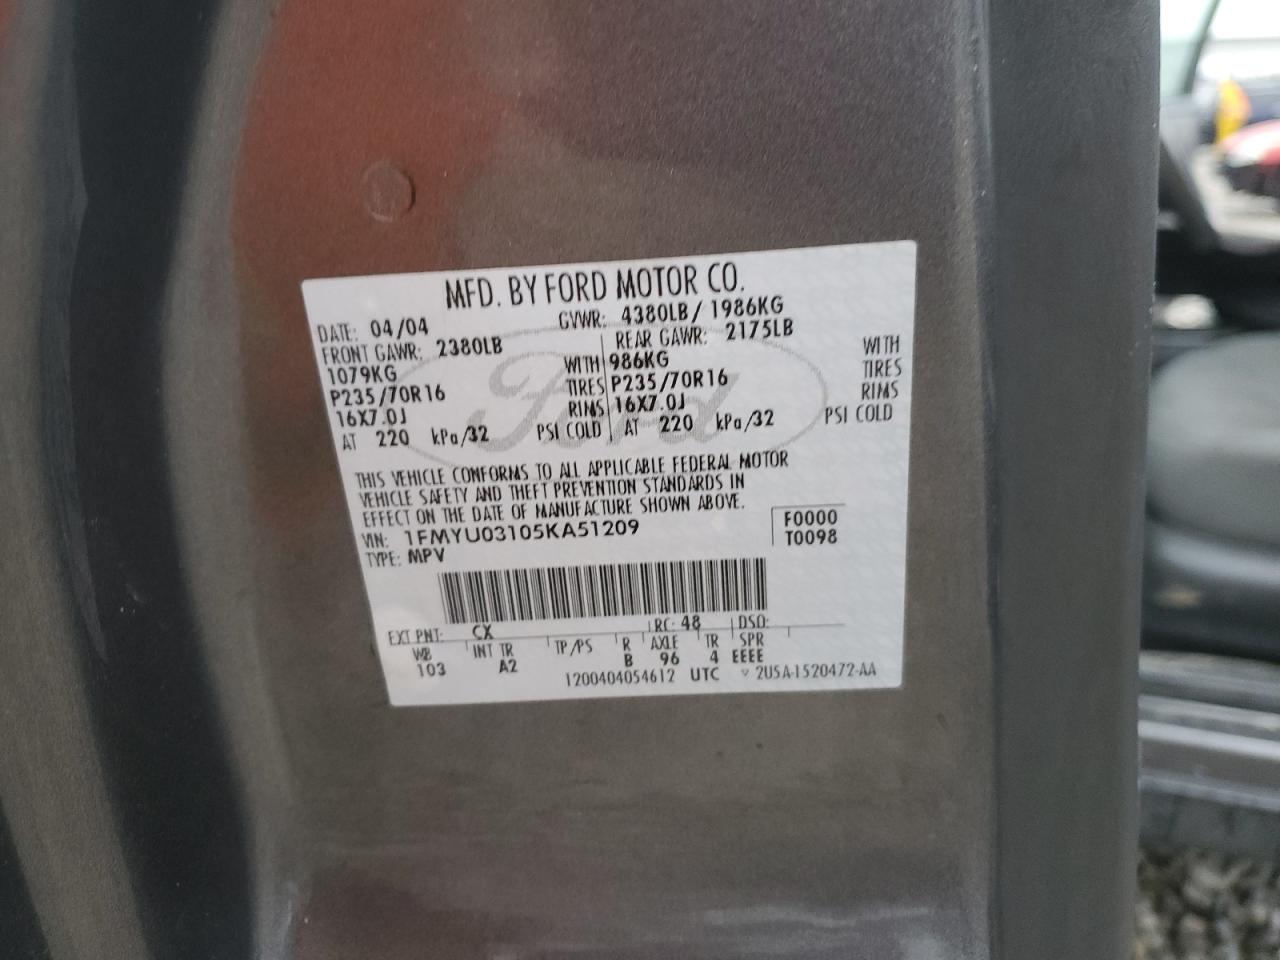 MFD. BY FORD MOTOR CO.
DATE: 04/04 GVWR: 4380LB/ 1986KG
FRONT GAWR: 2380LB REAR GAWR: 2175LB
1079KG WITH 986KG WITH
P235/70R16 TIRES P235/70R16 TIRES
16X7.0J RIMS 16X7.0J RIMS
AT 220 kPa/32 PSI COLD AT 220 kPa/32 PSI COLD
Ford
THIS VEHICLE CONFORMS TO ALL APPLICABLE FEDERAL MOTOR
VEHICLE SAFETY AND THEFT PREVENTION STANDARDS IN
EFFECT ON THE DATE OF MANUFACTURE SHOWN ABOVE.
VIN: 1FMYU03105KA51209 F0000
TYPE: MPV T0098
EXT PNT: CX RC: 48 DSO:
WB INT TR TP/PS R AXLE TR SPR
103 A2 B 96 4 EEEE
1200404054612 UTC 2U5A-1520472-AA